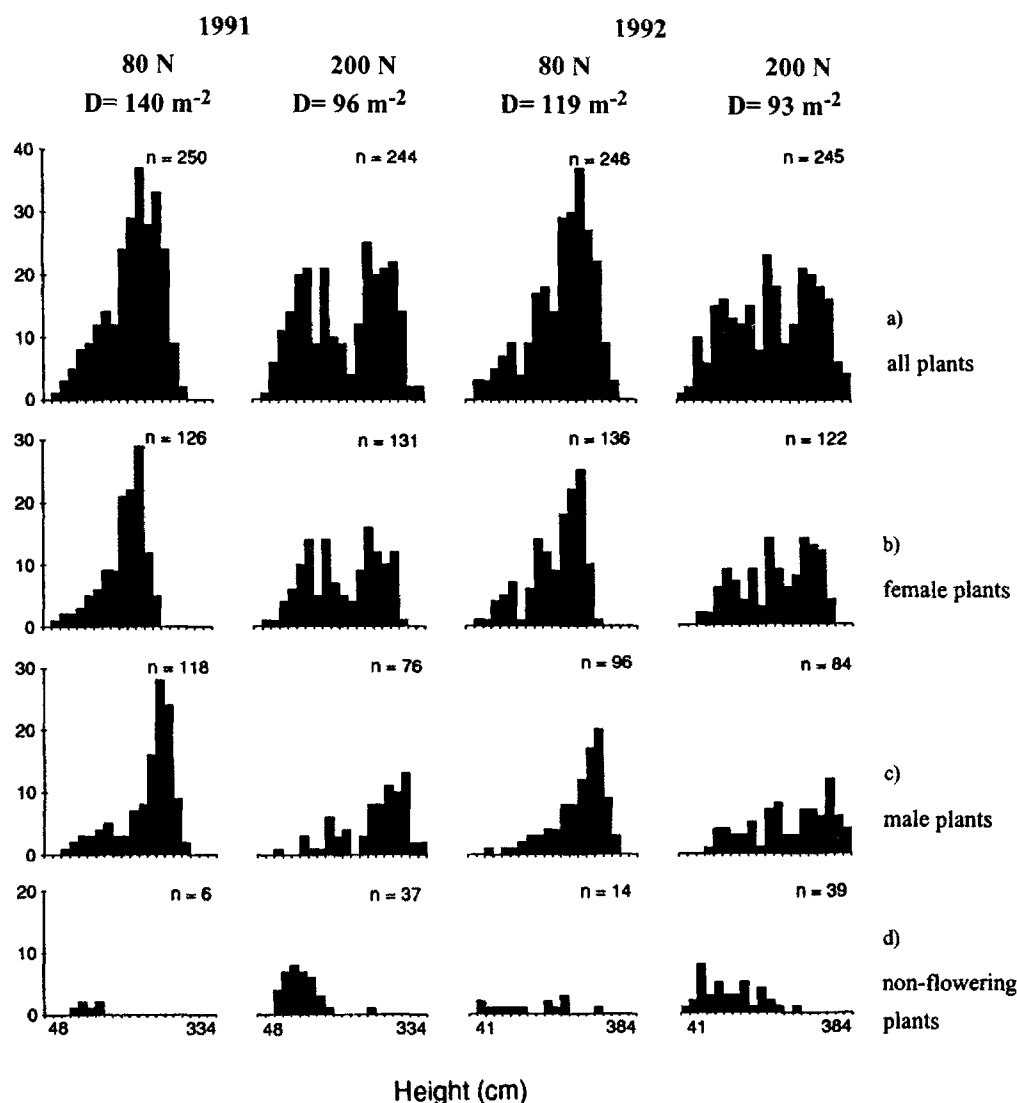 1991 1992
80 N 200 N 80 N 200 N
D= 140 m-2 D= 96 m-2 D= 119 m-2 D= 93 m-2
40
n = 250 n = 244 n = 246 n = 245
30
20
a)
10
all plants
0
30
n = 126 n = 131 n = 136 n = 122
20
b)
10
female plants
0
30
n = 118 n = 76 n = 96 n = 84
20
c)
10
male plants
0
20
n = 6 n = 37 n = 14 n = 39
d)
10
non-flowering
0
plants
48 334 48 334 41 384 41 384
Height (cm)